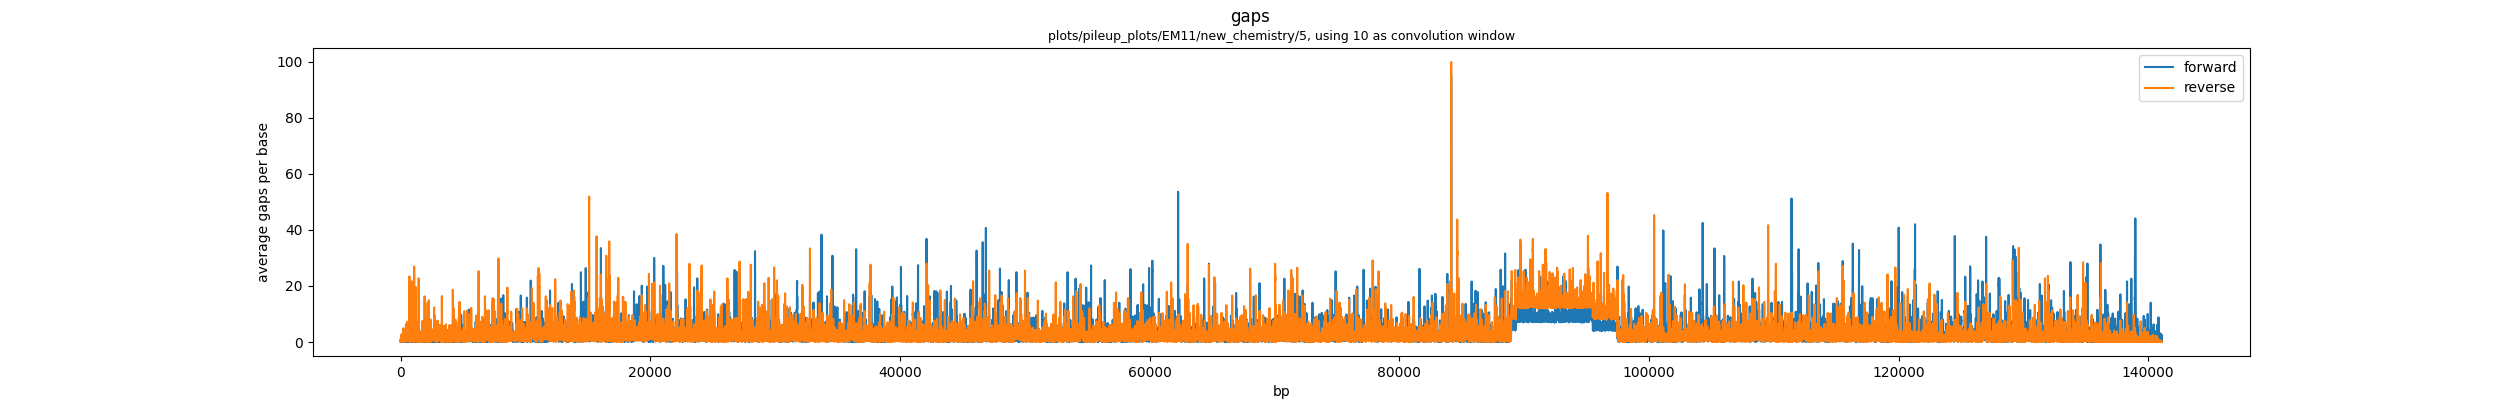 gaps
plots/pileup_plots/EM11/new_chemistry/5, using 10 as convolution window
100
80
60
40
20
0
average gaps per base
forward
reverse
0 20000 40000 60000 80000 100000 120000 140000
bp